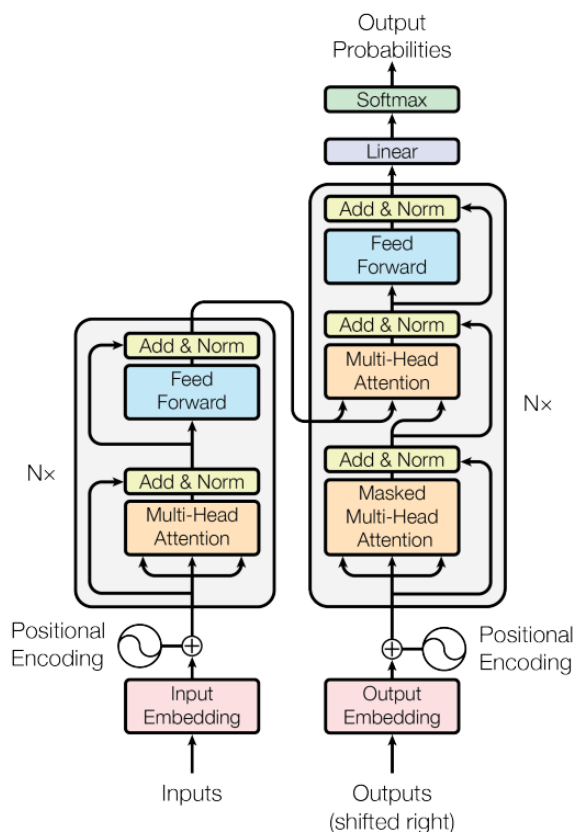 Output
Probabilities
Softmax
Linear
Add & Norm
Feed
Forward
Add & Norm
Multi-Head
Attention
Add & Norm
Masked
Multi-Head
Attention
N×
Add & Norm
Feed
Forward
Add & Norm
Multi-Head
Attention
N×
Positional
Encoding
Positional
Encoding
Input
Embedding
Output
Embedding
Inputs
Outputs
(shifted right)